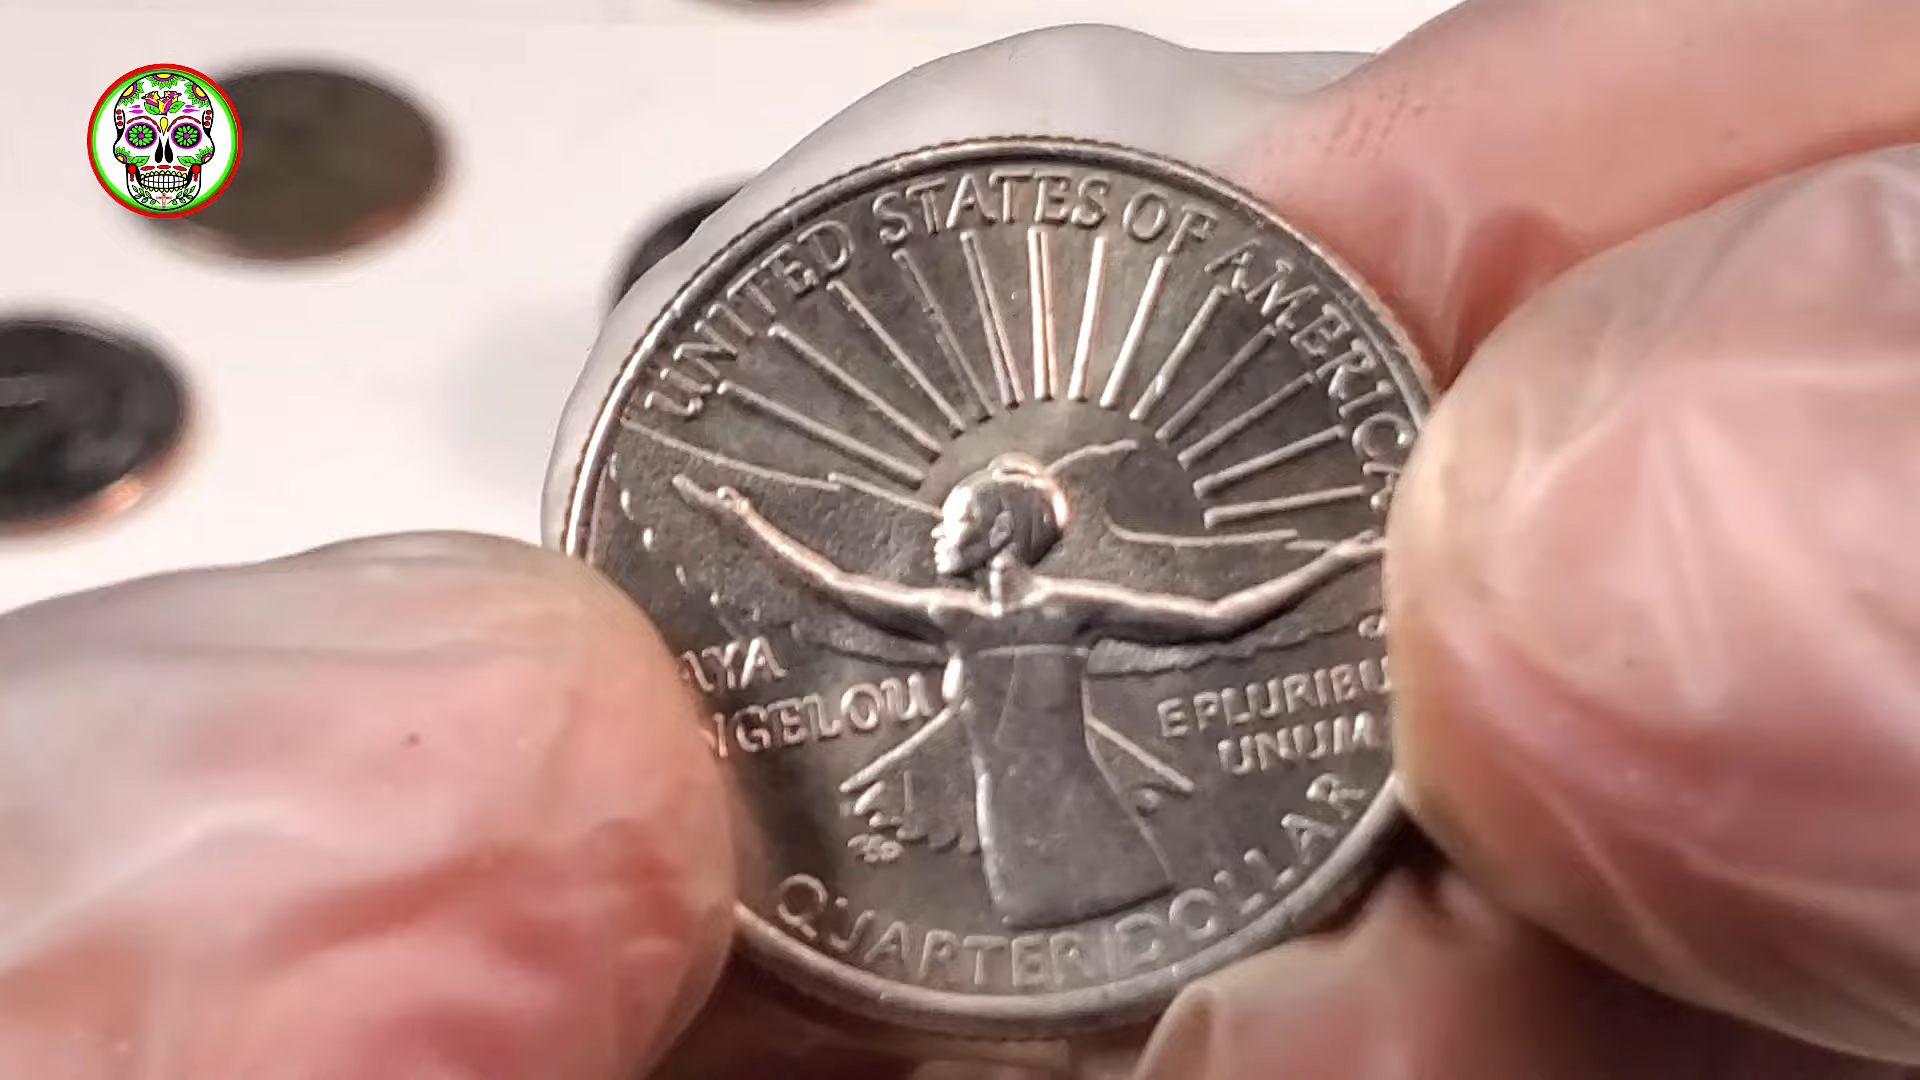 UNITED STATES OF AMERICA
AYA
NGELOU
E PLURIBU
UNUM
QUARTER DOLLAR